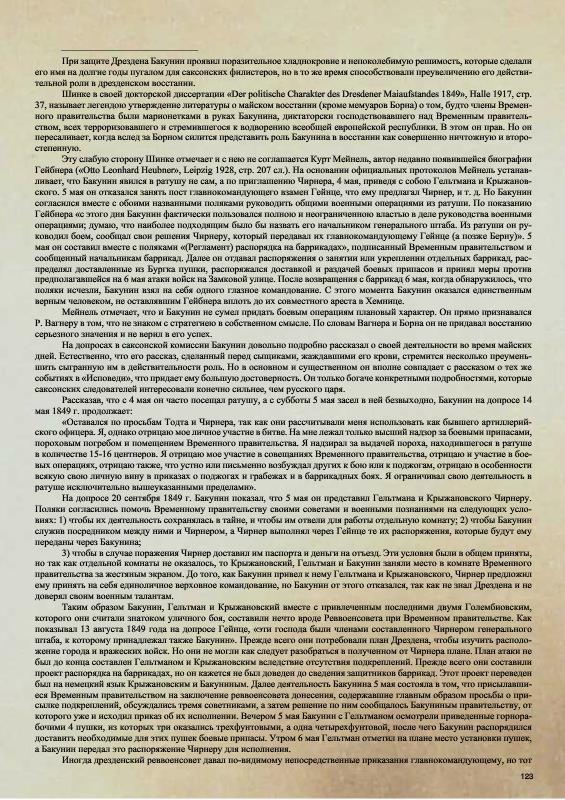 При защите Дрездена Бакунин проявил поразительное хладнокровие и непоколебимую решимость, которые сделали
его имя на долгие годы пугалом для саксонских филистеров, но в то же время способствовали преувеличению его действи-
тельной роли в дрезденском восстании.
Шинке в своей докторской диссертации «Der politische Charakter des Dresdener Maiaufstandes 1849», Halle 1917, стр.
37, называет легендою утверждение литературы о майском восстании (кроме мемуаров Борна) о том, будто члены Времен-
ного правительства были марионетками в руках Бакунина, диктаторски господствовавшего над Временным правитель-
ством, всех терроризовавшего и стремившегося к водворению всеобщей европейской республики. В этом он прав. Но он
пересаливает, когда вслед за Борном силится представить роль Бакунина в восстании как совершенно ничтожную и второ-
степенную.
Эту слабую сторону Шинке отмечает и с нею не соглашается Курт Мейнель, автор недавно появившейся биографии
Гейбнера («Otto Leonhard Heubner», Leipzig 1928, стр. 207 сл.). На основании официальных протоколов Мейнель устанав-
ливает, что Бакунин явился в ратушу не сам, а по приглашению Чирнера, 4 мая, приведя с собою Гельтмана и Крыжанов-
ского. 5 мая он отказался занять пост главнокомандующего взамен Гейнце, что ему предлагал Чирнер, и т. д. Но Бакунин
согласился вместе с обоими названными поляками руководить общими военными операциями из ратуши. По показанию
Гейбнера «с этого дня Бакунин фактически пользовался полною и неограниченною властью в деле руководства военными
операциями; думаю, что наиболее подходящим было бы назвать его начальником генерального штаба. Из ратуши он ру-
ководил боем, сообщал свои решения Чирнеру, который передавал их главнокомандующему Гейнце (а позже Берну)». 5
мая он составил вместе с поляками «(Регламент) распорядка на баррикадах», подписанный Временным правительством и
сообщенный начальникам баррикад. Далее он отдавал распоряжения о занятии или укреплении отдельных баррикад, рас-
пределял доставленные из Бургка пушки, распоряжался доставкой и раздачей боевых припасов и принял меры против
предполагавшейся на 6 мая атаки войск на Замковой улице. После возвращения с баррикад 6 мая, когда обнаружилось, что
поляки исчезли, Бакунин взял на себя одного главное командование. С этого момента Бакунин оказался единственным
верным человеком, не оставлявшим Гейбнера вплоть до их совместного ареста в Хемнице.
Мейнель отмечает, что и Бакунин не сумел придать боевым операциям плановый характер. Он прямо признавался
Р. Вагнеру в том, что не знаком с стратегиею в собственном смысле. По словам Вагнера и Борна он не придавал восстанию
серьезного значения и не верил в его успех.
На допросах в саксонской комиссии Бакунин довольно подробно рассказал о своей деятельности во время майских
дней. Естественно, что его рассказ, сделанный перед сыщиками, жаждавшими его крови, стремится несколько преумень-
шить сыгранную им в действительности роль. Но в основном и существенном он вполне совпадает с рассказом о тех же
событиях в «Исповеди», что придает ему большую достоверность. Он только богаче конкретными подробностями, которые
саксонских следователей интересовали конечно сильнее, чем русского царя.
Рассказав, что с 4 мая он часто посещал ратушу, а с субботы 5 мая засел в ней безвыходно, Бакунин на допросе 14
мая 1849 г. продолжает:
«Оставался по просьбам Тодта и Чирнера, так как они рассчитывали меня использовать как бывшего артиллерий-
ского офицера. Я, однако отрицаю мое личное участие в битве. На мне лежал только высший надзор за боевыми припасами,
пороховым погребом и помещением Временного правительства. Я надзирал за выдачей пороха, находившегося в ратуше
в количестве 15-16 центнеров. Я отрицаю мое участие в совещаниях Временного правительства, отрицаю и участие в бое-
вых операциях, отрицаю также, что устно или письменно возбуждал других к бою или к поджогам, отрицаю в особенности
всякую свою личную вину в приказах о поджогах и грабежах и в баррикадных боях. Я ограничивал свою деятельность в
ратуше исключительно вышеуказанными пределами».
На допросе 20 сентября 1849 г. Бакунин показал, что 5 мая он представил Гельтмана и Крыжановского Чирнеру.
Поляки согласились помочь Временному правительству своими советами и военными познаниями на следующих усло-
виях: 1) чтобы их деятельность сохранялась в тайне, и чтобы им отвели для работы отдельную комнату; 2) чтобы Бакунин
служив посредником между ними и Чирнером, а Чирнер выполнял через Гейнце те их распоряжения, которые будут ему
переданы через Бакунина;
3) чтобы в случае поражения Чирнер доставил им паспорта и деньги на отъезд. Эти условия были в общем приняты,
но так как отдельной комнаты не оказалось, то Крыжановский, Гельтман и Бакунин заняли место в комнате Временного
правительства за жестяным экраном. До того, как Бакунин привел к нему Гельтмана и Крыжановского, Чирнер предложил
ему принять на себя единоличное верховное командование, но Бакунин от этого отказался, так как не знал Дрездена и не
доверял своим военным талантам.
Таким образом Бакунин, Гельтман и Крыжановский вместе с привлеченным последними двумя Голембиовским,
которого они считали знатоком уличного боя, составили нечто вроде Реввоенсовета при Временном правительстве. Как
показывал 13 августа 1849 года на допросе Гейнце, «эти господа были членами составленного Чирнером генерального
штаба, к которому принадлежал также Бакунин». Прежде всего они потребовали план Дрездена, чтобы изучить располо-
жение города и вражеских войск. Но они не могли как следует разобраться в полученном от Чирнера плане. План атаки не
был до конца составлен Гельтманом и Крыжановским вследствие отсутствия подкреплений. Прежде всего они составили
проект распорядка на баррикадах, но он кажется не был доведен до сведения защитников баррикад. Этот проект переведен
был на немецкий язык Крыжановским и Бакуниным. Далее деятельность Бакунина 5 мая состояла в том, что присылавши-
еся Временным правительством на заключение реввоенсовета донесения, содержавшие главным образом просьбы о при-
сылке подкреплений, обсуждались тремя советниками, а затем решение по ним сообщалось Бакуниным правительству, от
которого уже и исходил приказ об их исполнении. Вечером 5 мая Бакунин с Гельтманом осмотрели приведенные горнора-
бочими 4 пушки, из которых три оказались трехфунтовыми, а одна четырехфунтовой, после чего Бакунин распорядился
доставить необходимые для этих пушек боевые припасы. Утром 6 мая Гельтман отметил на плане место установки пушек,
а Бакунин передал это распоряжение Чирнеру для исполнения.
Иногда дрезденский реввоенсовет давал по-видимому непосредственные приказания главнокомандующему, но тот
123